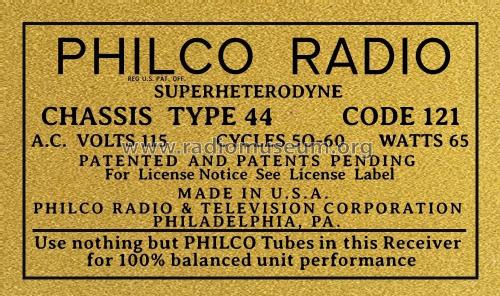 PHILCO RADIO
REG U.S. PAT. OFF.
SUPERHETERODYNE
CHASSIS TYPE 44 CODE 121
A.C. VOLTS 115 CYCLES 50-60 WATTS 65
www.radiomuseum.org
PATENTED AND PATENTS PENDING
For License Notice See License Label
MADE IN U.S.A.
PHILCO RADIO & TELEVISION CORPORATION
PHILADELPHIA, PA.
Use nothing but PHILCO Tubes in this Receiver
for 100% balanced unit performance